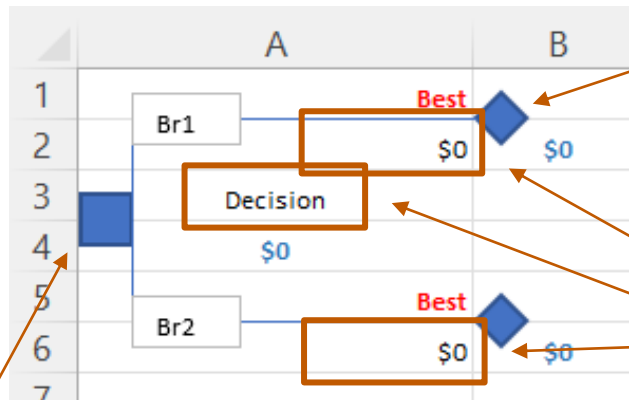 A B
1 Best
Br1
2 $0 $0
3 Decision
4 $0
5 Best
Br2
6 $0 $0
7